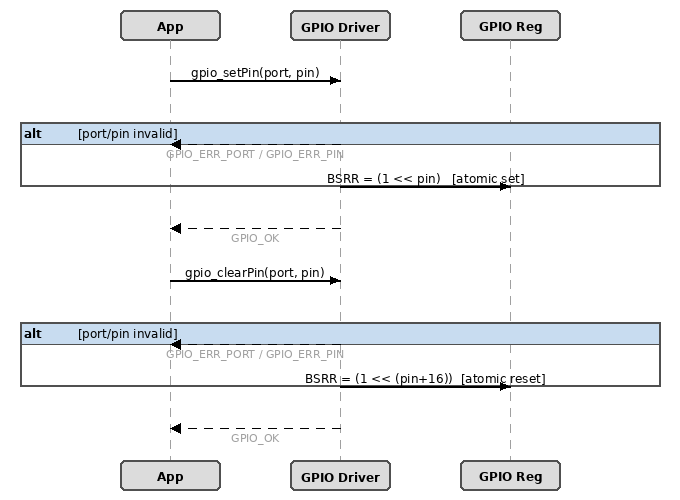 App GPIO Driver GPIO Reg
gpio_setPin(port, pin)
alt [port/pin invalid]
GPIO_ERR_PORT / GPIO_ERR_PIN
BSRR = (1 << pin) [atomic set]
GPIO_OK
gpio_clearPin(port, pin)
alt [port/pin invalid]
GPIO_ERR_PORT / GPIO_ERR_PIN
BSRR = (1 << (pin+16)) [atomic reset]
GPIO_OK
App GPIO Driver GPIO Reg